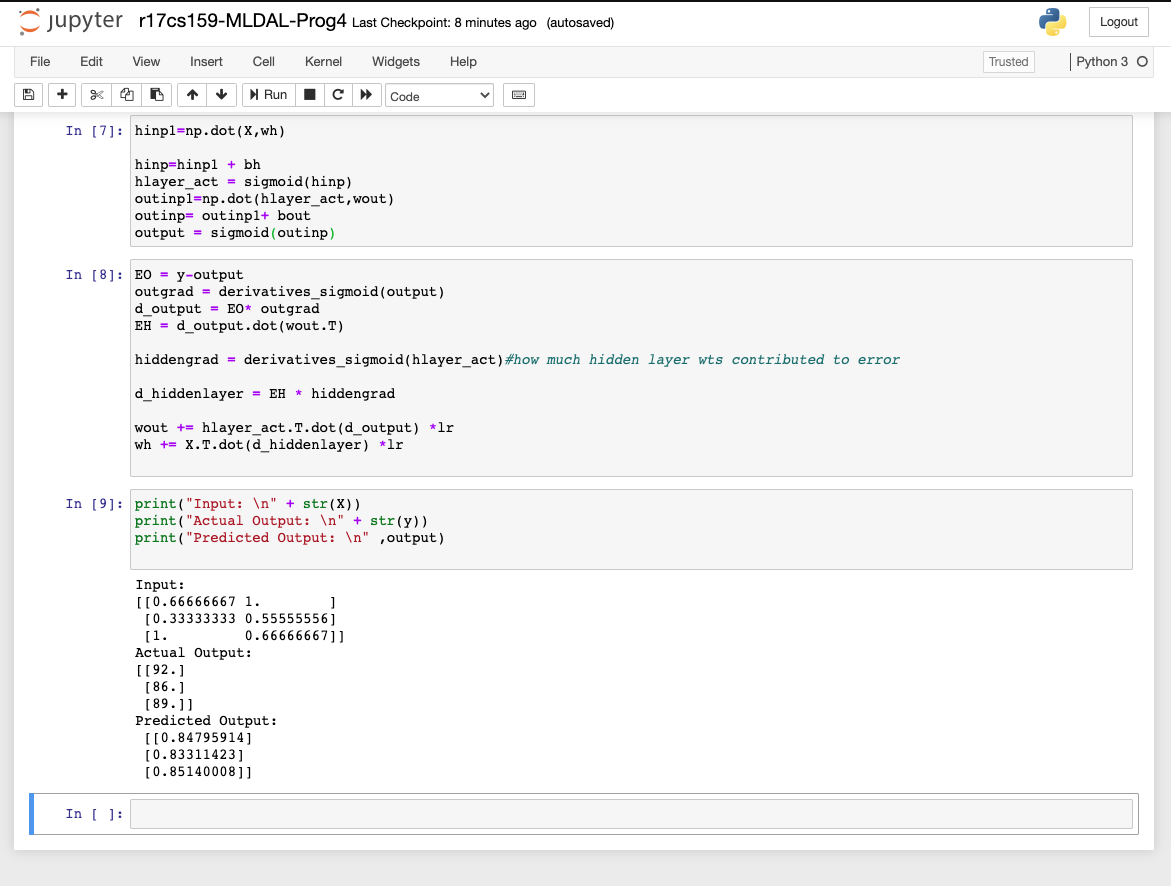 jupyter r17cs159-MLDAL-Prog4 Last Checkpoint: 8 minutes ago (autosaved)
Logout
File Edit View Insert Cell Kernel Widgets Help
Trusted
Python 3
Run
Code
In [7]: hinp1=np.dot(X,wh)
hinp=hinp1 + bh
hlayer_act = sigmoid(hinp)
outinp1=np.dot(hlayer_act,wout)
outinp= outinp1+ bout
output = sigmoid(outinp)
In [8]: EO = y-output
outgrad = derivatives_sigmoid(output)
d_output = EO* outgrad
EH = d_output.dot(wout.T)
hiddengrad = derivatives_sigmoid(hlayer_act)#how much hidden layer wts contributed to error
d_hiddenlayer = EH * hiddengrad
wout += hlayer_act.T.dot(d_output) *lr
wh += X.T.dot(d_hiddenlayer) *lr
In [9]: print("Input: \n" + str(X))
print("Actual Output: \n" + str(y))
print("Predicted Output: \n" ,output)
Input:
[[0.66666667 1.        ]
 [0.33333333 0.55555556]
 [1.         0.66666667]]
Actual Output:
[[92.]
 [86.]
 [89.]]
Predicted Output:
 [[0.84795914]
 [0.83311423]
 [0.85140008]]
In [ ]: